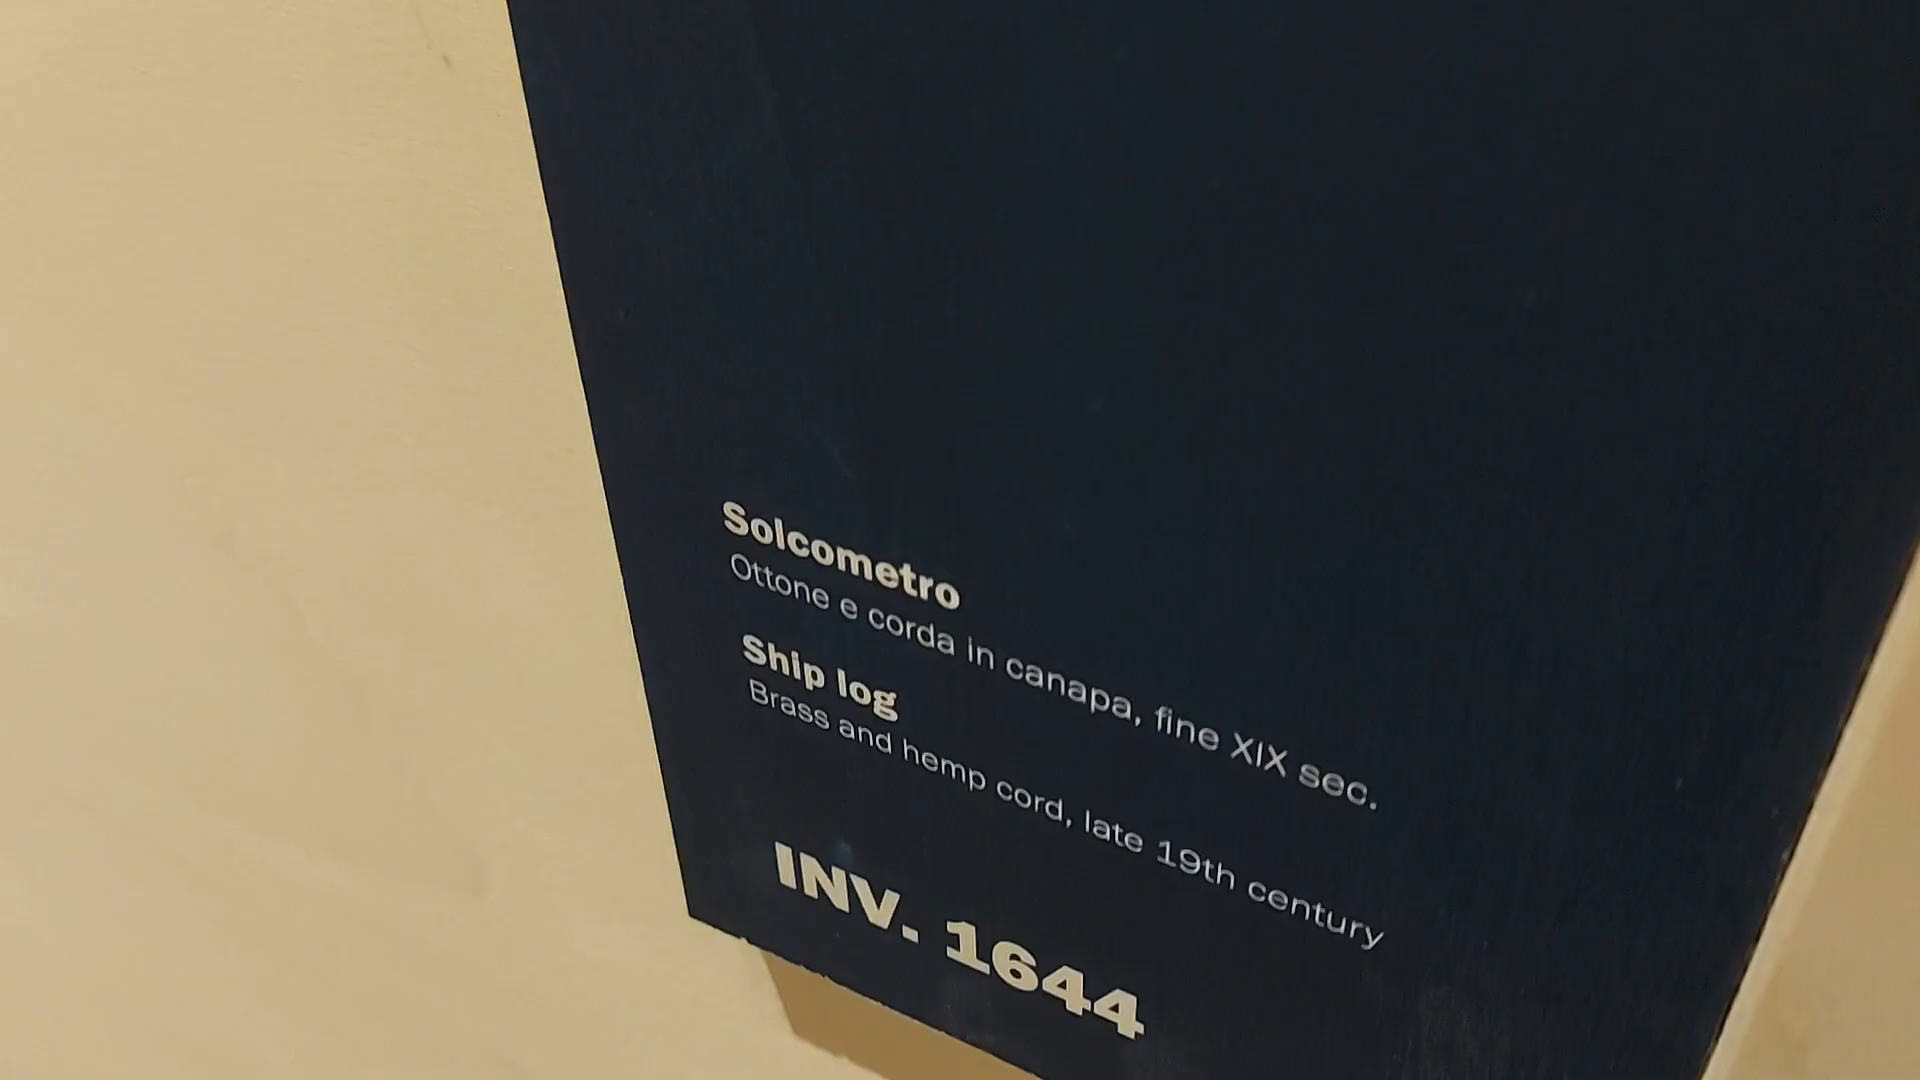 Solcometro
Ottone e corda in canapa, fine XIX sec.
Ship log
Brass and hemp cord, late 19th century
INV. 1644